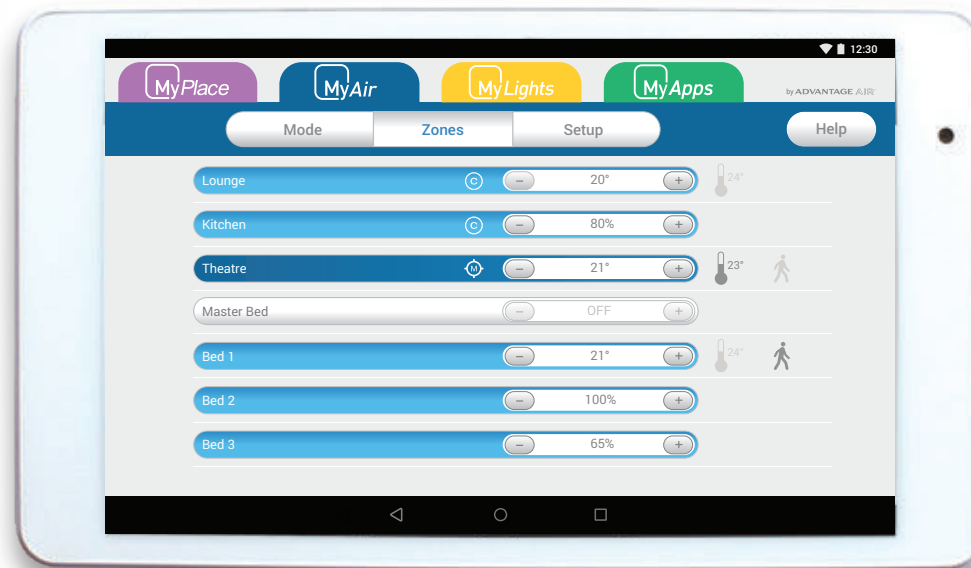 12:30
MyPlace MyAir MyLights MyApps by ADVANTAGE AIR
Mode Zones Setup Help
Lounge C − 20° + 24°
Kitchen C − 80% +
Theatre M − 21° + 23°
Master Bed − OFF +
Bed 1 − 21° + 24°
Bed 2 − 100% +
Bed 3 − 65% +